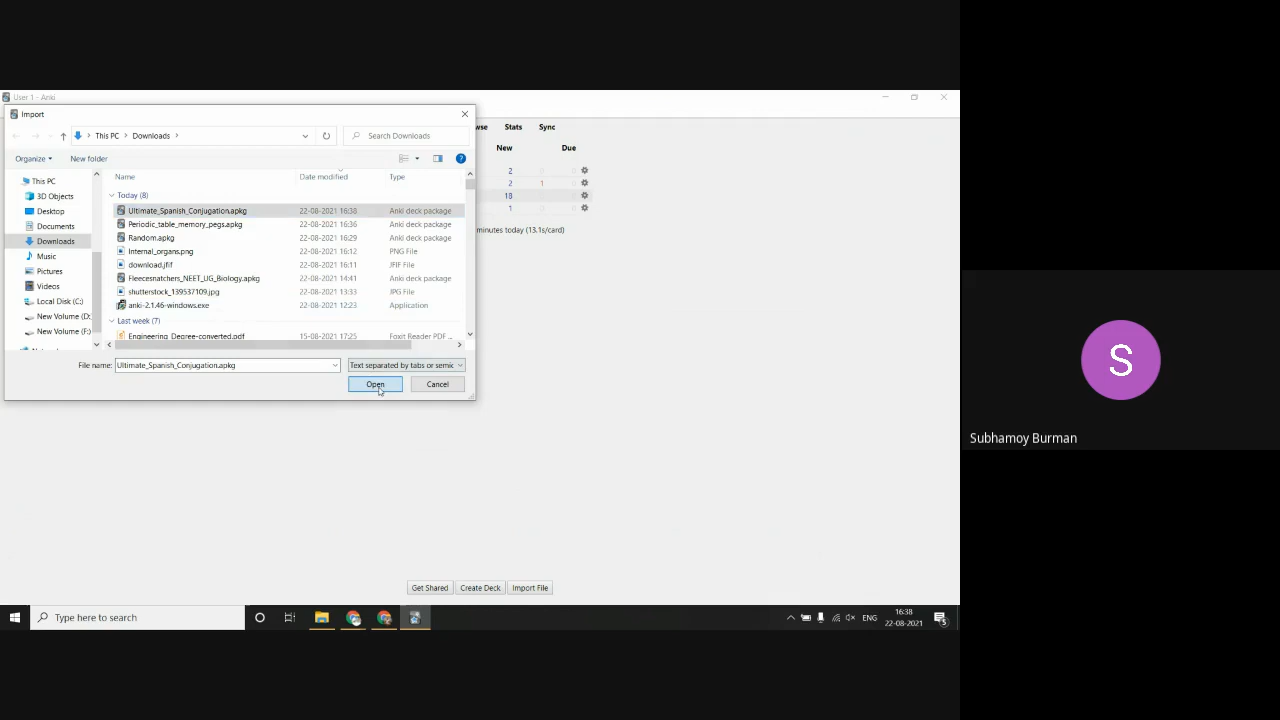 User 1 - Anki
Import
This PC
Downloads
Search Downloads
wse
Stats
Sync
Organize
New folder
New
Due
Name
Date modified
Type
This PC
3D Objects
Desktop
Documents
Downloads
Music
Pictures
Videos
Local Disk (C:)
New Volume (D:
New Volume (F:)
Today (8)
Ultimate_Spanish_Conjugation.apkg 22-08-2021 16:38 Anki deck package
Periodic_table_memory_pegs.apkg 22-08-2021 16:36 Anki deck package
Random.apkg 22-08-2021 16:29 Anki deck package
Internal_organs.png 22-08-2021 16:12 PNG File
download.jfif 22-08-2021 16:11 JFIF File
Fleecesnatchers_NEET_UG_Biology.apkg 22-08-2021 14:41 Anki deck package
shutterstock_139537109.jpg 22-08-2021 13:33 JPG File
anki-2.1.46-windows.exe 22-08-2021 12:23 Application
Last week (7)
Engineering_Degree-converted.pdf 15-08-2021 17:25 Foxit Reader PDF ...
2
2 1
18
1
minutes today (13.1s/card)
File name: Ultimate_Spanish_Conjugation.apkg
Text separated by tabs or semic
Open
Cancel
S
Subhamoy Burman
Get Shared
Create Deck
Import File
Type here to search
ENG
16:38
22-08-2021
5